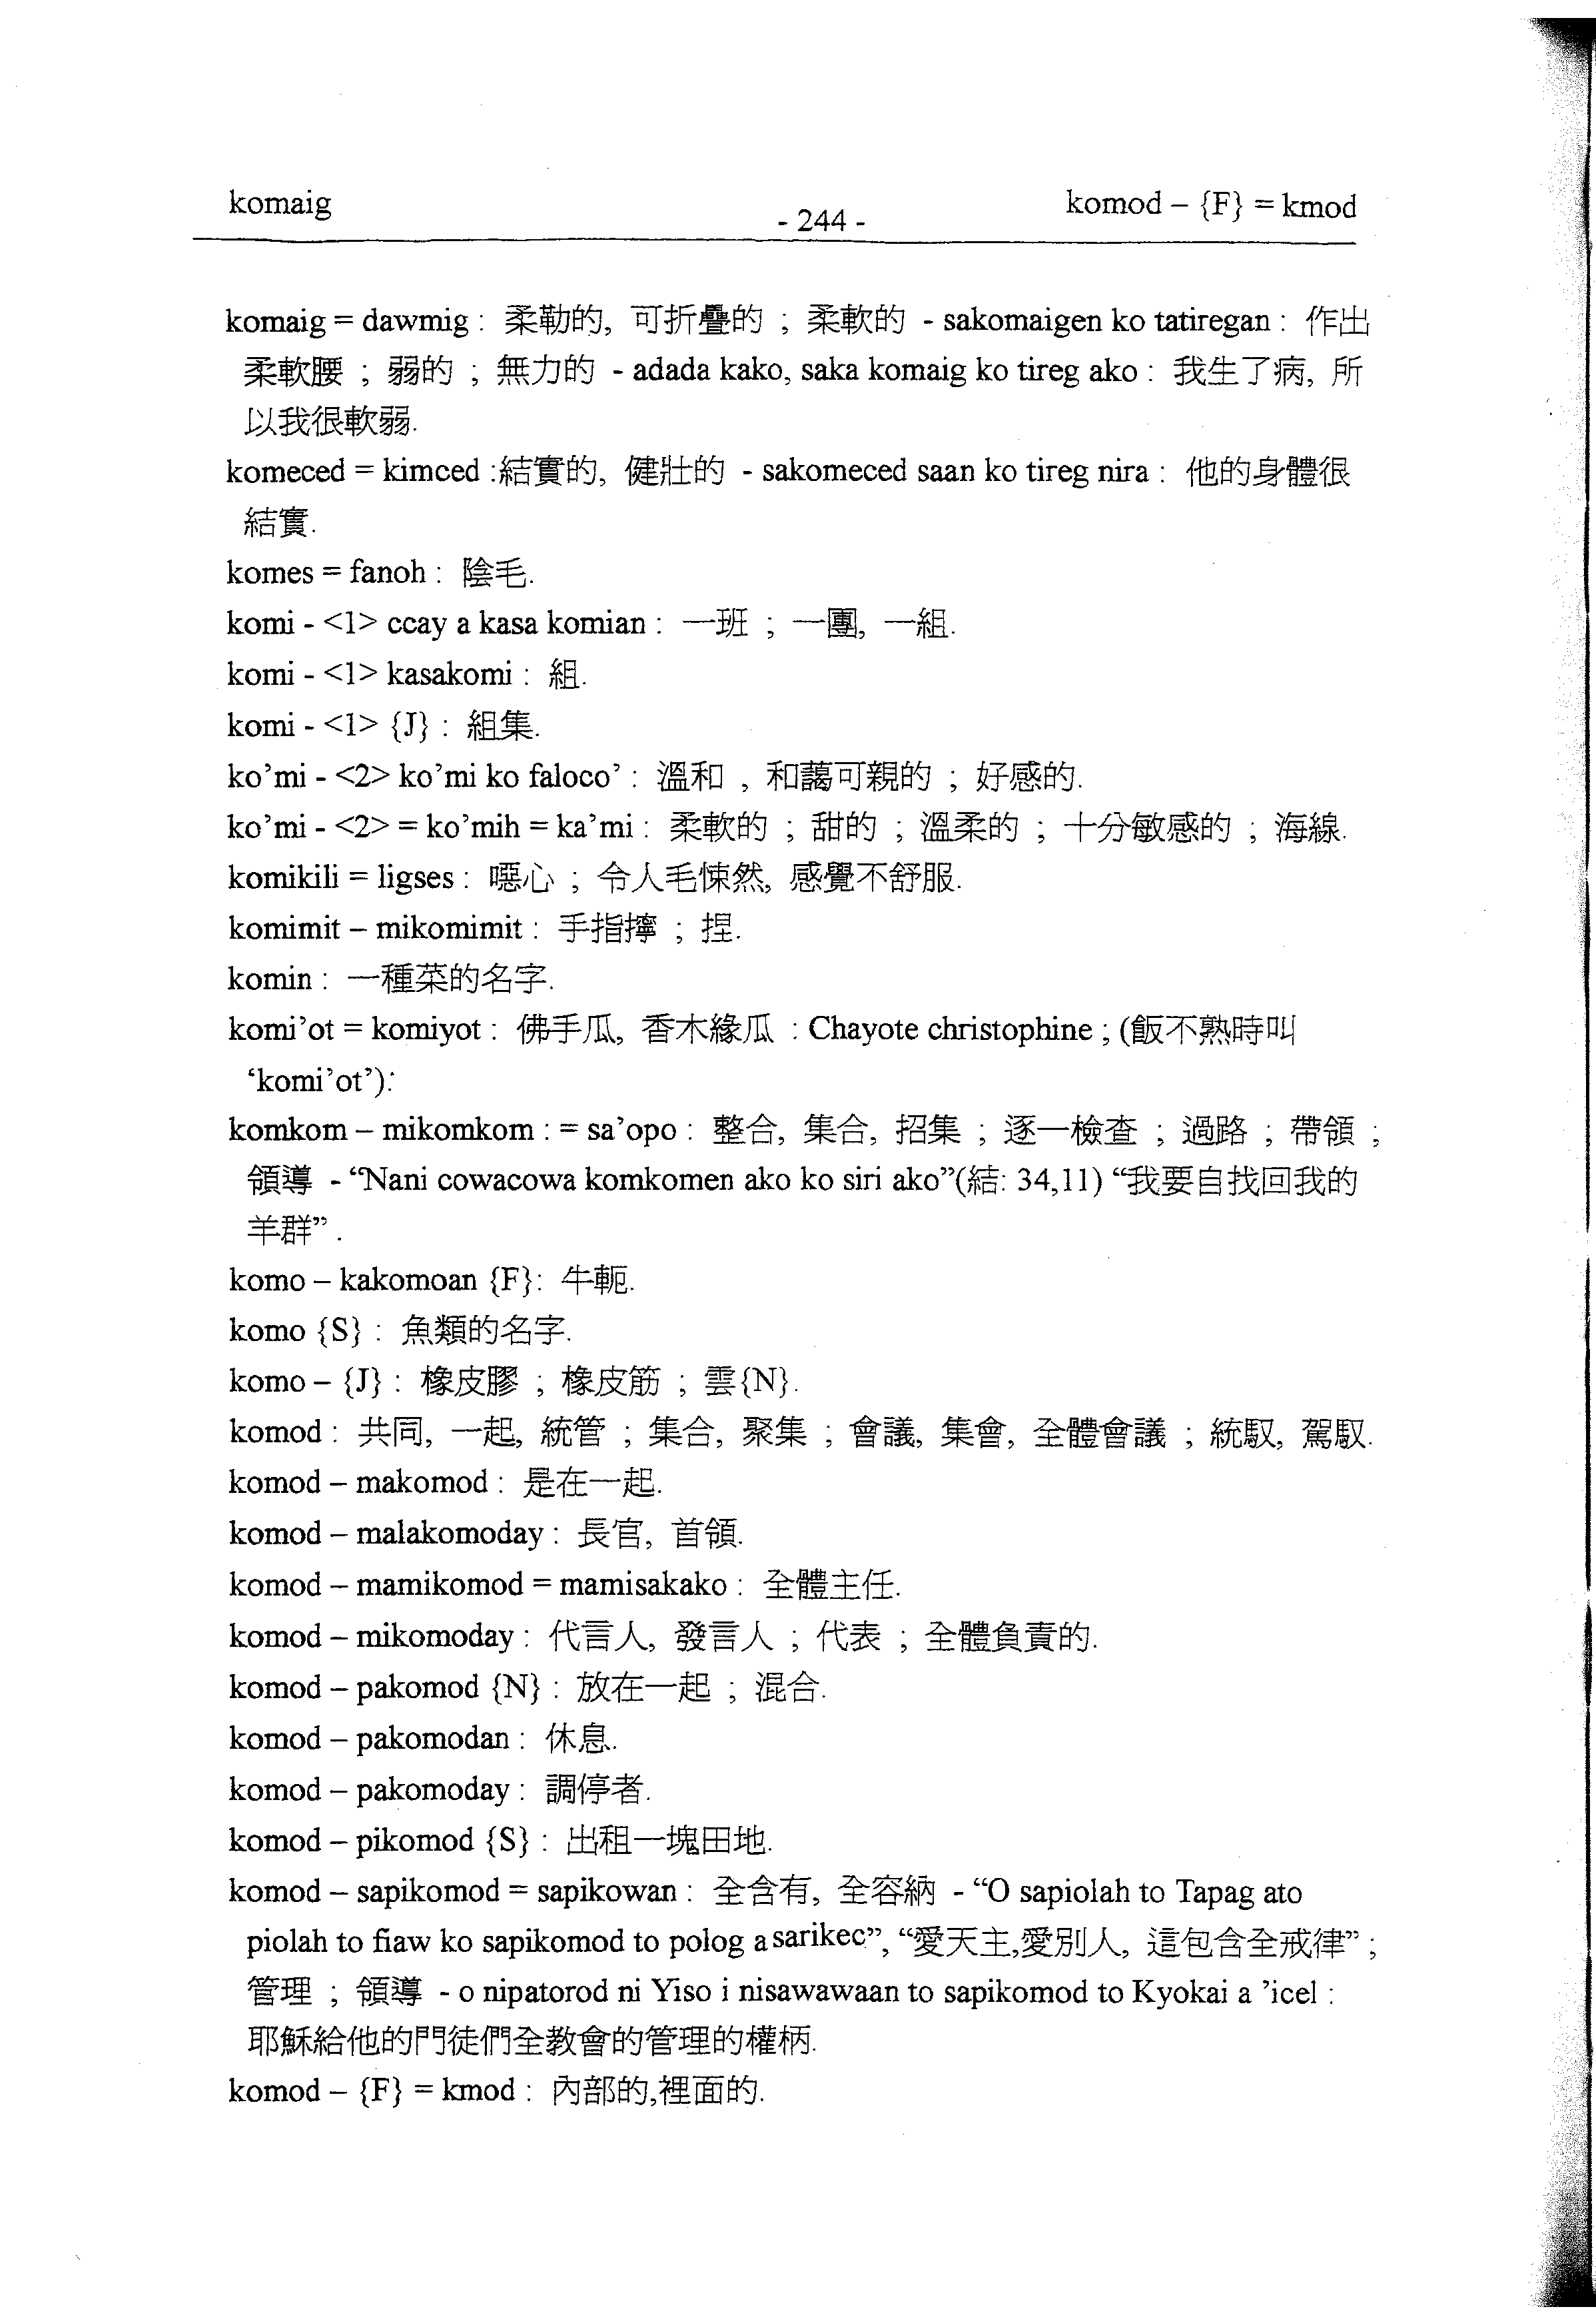 komaig
- 244 -
komod – {F} = kmod
komaig = dawmig : 柔勒的, 可折疊的 ; 柔軟的 - sakomaigen ko tatiregan : 作出
柔軟腰 ; 弱的 ; 無力的 - adada kako, saka komaig ko tireg ako : 我生了病, 所
以我很軟弱.
komeced = kimced :結實的, 健壯的 - sakomeced saan ko tireg nira : 他的身體很
結實.
komes = fanoh : 陰毛.
komi - <1> ccay a kasa komian : 一班 ; 一團, 一組.
komi - <1> kasakomi : 組.
komi - <1> {J} : 組集.
ko’mi - <2> ko’mi ko faloco’ : 溫和 , 和藹可親的 ; 好感的.
ko’mi - <2> = ko’mih = ka’mi : 柔軟的 ; 甜的 ; 溫柔的 ; 十分敏感的 ; 海線.
komikili = ligses : 噁心 ; 令人毛悚然, 感覺不舒服.
komimit – mikomimit : 手指擰 ; 捏.
komin : 一種菜的名字.
komi’ot = komiyot : 佛手瓜, 香木緣瓜 : Chayote christophine ; (飯不熟時叫
‘komi’ot’).
komkom – mikomkom : = sa’opo : 整合, 集合, 招集 ; 逐一檢查 ; 過路 ; 帶領 ;
領導 - “Nani cowacowa komkomen ako ko siri ako”(結: 34,11) “我要自找回我的
羊群” .
komo – kakomoan {F}: 牛軛.
komo {S} : 魚類的名字.
komo – {J} : 橡皮膠 ; 橡皮筋 ; 雲{N}.
komod : 共同, 一起, 統管 ; 集合, 聚集 ; 會議, 集會, 全體會議 ; 統馭, 駕馭.
komod – makomod : 是在一起.
komod – malakomoday : 長官, 首領.
komod – mamikomod = mamisakako : 全體主任.
komod – mikomoday : 代言人, 發言人 ; 代表 ; 全體負責的.
komod – pakomod {N} : 放在一起 ; 混合.
komod – pakomodan : 休息.
komod – pakomoday : 調停者.
komod – pikomod {S} : 出租一塊田地.
komod – sapikomod = sapikowan : 全含有, 全容納 - “O sapiolah to Tapag ato
piolah to fiaw ko sapikomod to polog a sarikec”, “愛天主,愛別人, 這包含全戒律” ;
管理 ; 領導 - o nipatorod ni Yiso i nisawawaan to sapikomod to Kyokai a ’icel :
耶穌給他的門徒們全教會的管理的權柄.
komod – {F} = kmod : 內部的,裡面的.